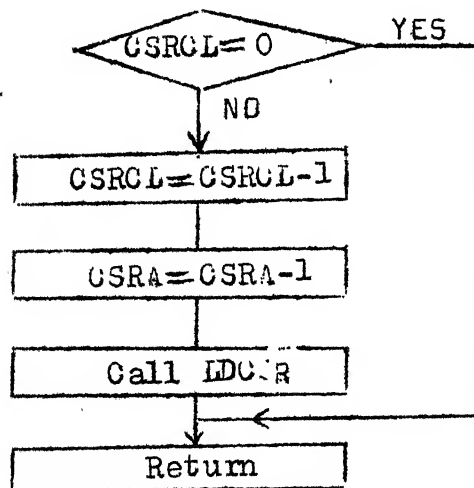 CSRCL=0
YES
NO
CSRCL=CSRCL-1
CSRA=CSRA-1
Call
Return